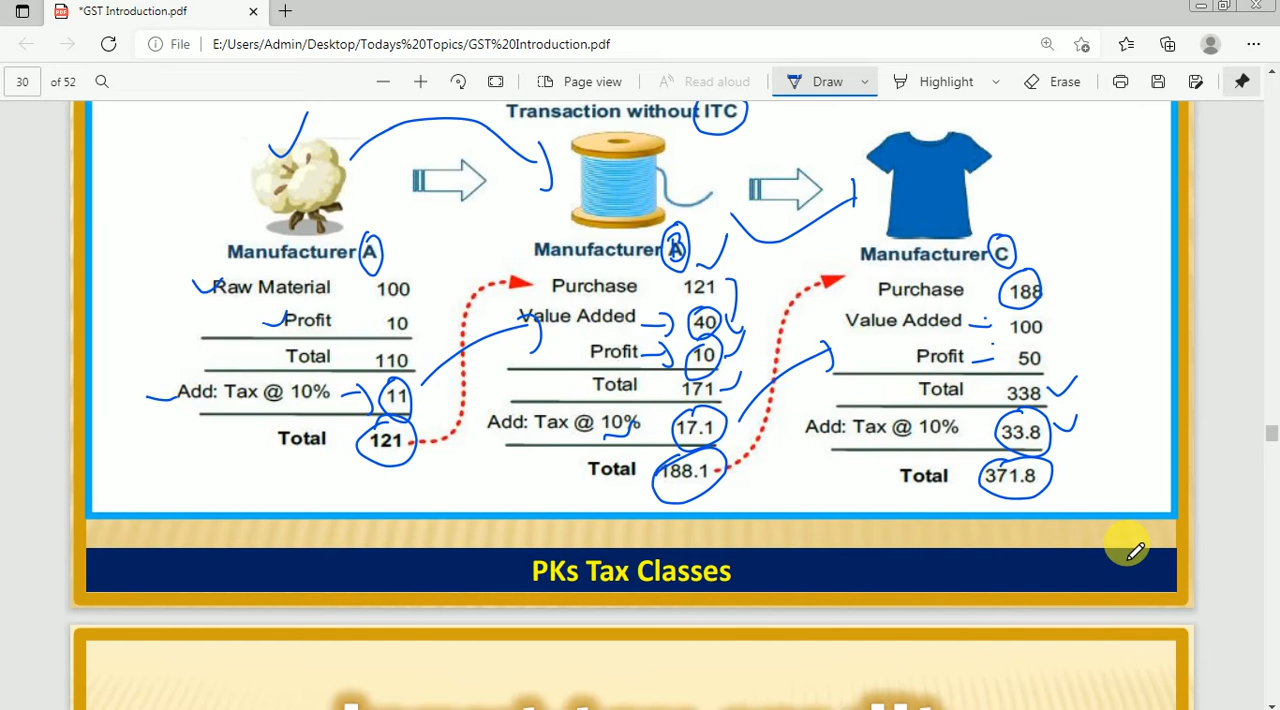 *GST Introduction.pdf
File E:/Users/Admin/Desktop/Todays%20Topics/GST%20Introduction.pdf
30 of 52 Page view Read aloud Draw Highlight Erase
Transaction without ITC
Manufacturer A
Raw Material 100
Profit 10
Total 110
Add: Tax @ 10% 11
Total 121
Manufacturer B
Purchase 121
Value Added 40
Profit 10
Total 171
Add: Tax @ 10% 17.1
Total 188.1
Manufacturer C
Purchase 188
Value Added 100
Profit 50
Total 338
Add: Tax @ 10% 33.8
Total 371.8
PKs Tax Classes